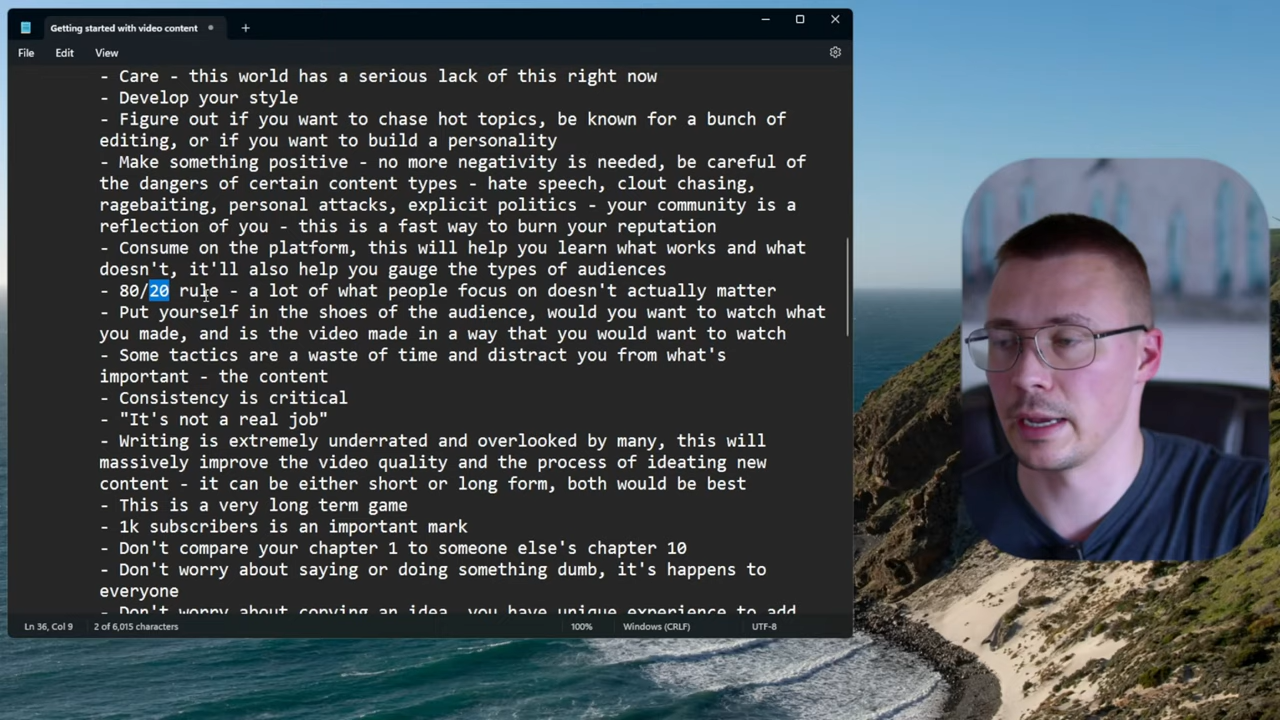 Getting started with video content
File Edit View
- Care - this world has a serious lack of this right now
- Develop your style
- Figure out if you want to chase hot topics, be known for a bunch of
editing, or if you want to build a personality
- Make something positive - no more negativity is needed, be careful of
the dangers of certain content types - hate speech, clout chasing,
ragebaiting, personal attacks, explicit politics - your community is a
reflection of you - this is a fast way to burn your reputation
- Consume on the platform, this will help you learn what works and what
doesn't, it'll also help you gauge the types of audiences
- 80/20 rule - a lot of what people focus on doesn't actually matter
- Put yourself in the shoes of the audience, would you want to watch what
you made, and is the video made in a way that you would want to watch
- Some tactics are a waste of time and distract you from what's
important - the content
- Consistency is critical
- "It's not a real job"
- Writing is extremely underrated and overlooked by many, this will
massively improve the video quality and the process of ideating new
content - it can be either short or long form, both would be best
- This is a very long term game
- 1k subscribers is an important mark
- Don't compare your chapter 1 to someone else's chapter 10
- Don't worry about saying or doing something dumb, it's happens to
everyone
- Don't worry about copying an idea, you have unique experience to add
Ln 36, Col 9 2 of 6,015 characters 100% Windows (CRLF) UTF-8